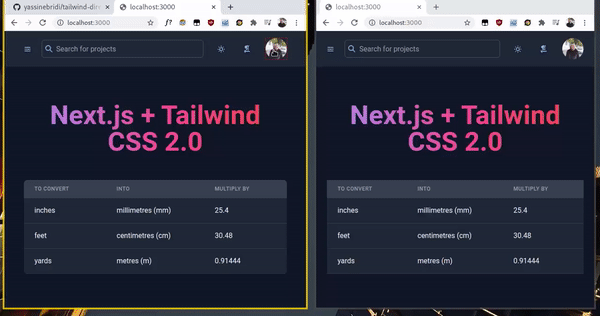 yassinebridi/tailwind-dir
localhost:3000
localhost:3000
localhost:3000
localhost:3000
Search for projects
Search for projects
Next.js + Tailwind
CSS 2.0
Next.js + Tailwind
CSS 2.0
TO CONVERT INTO MULTIPLY BY
inches millimetres (mm) 25.4
feet centimetres (cm) 30.48
yards metres (m) 0.91444
TO CONVERT INTO MULTIPLY BY
inches millimetres (mm) 25.4
feet centimetres (cm) 30.48
yards metres (m) 0.91444